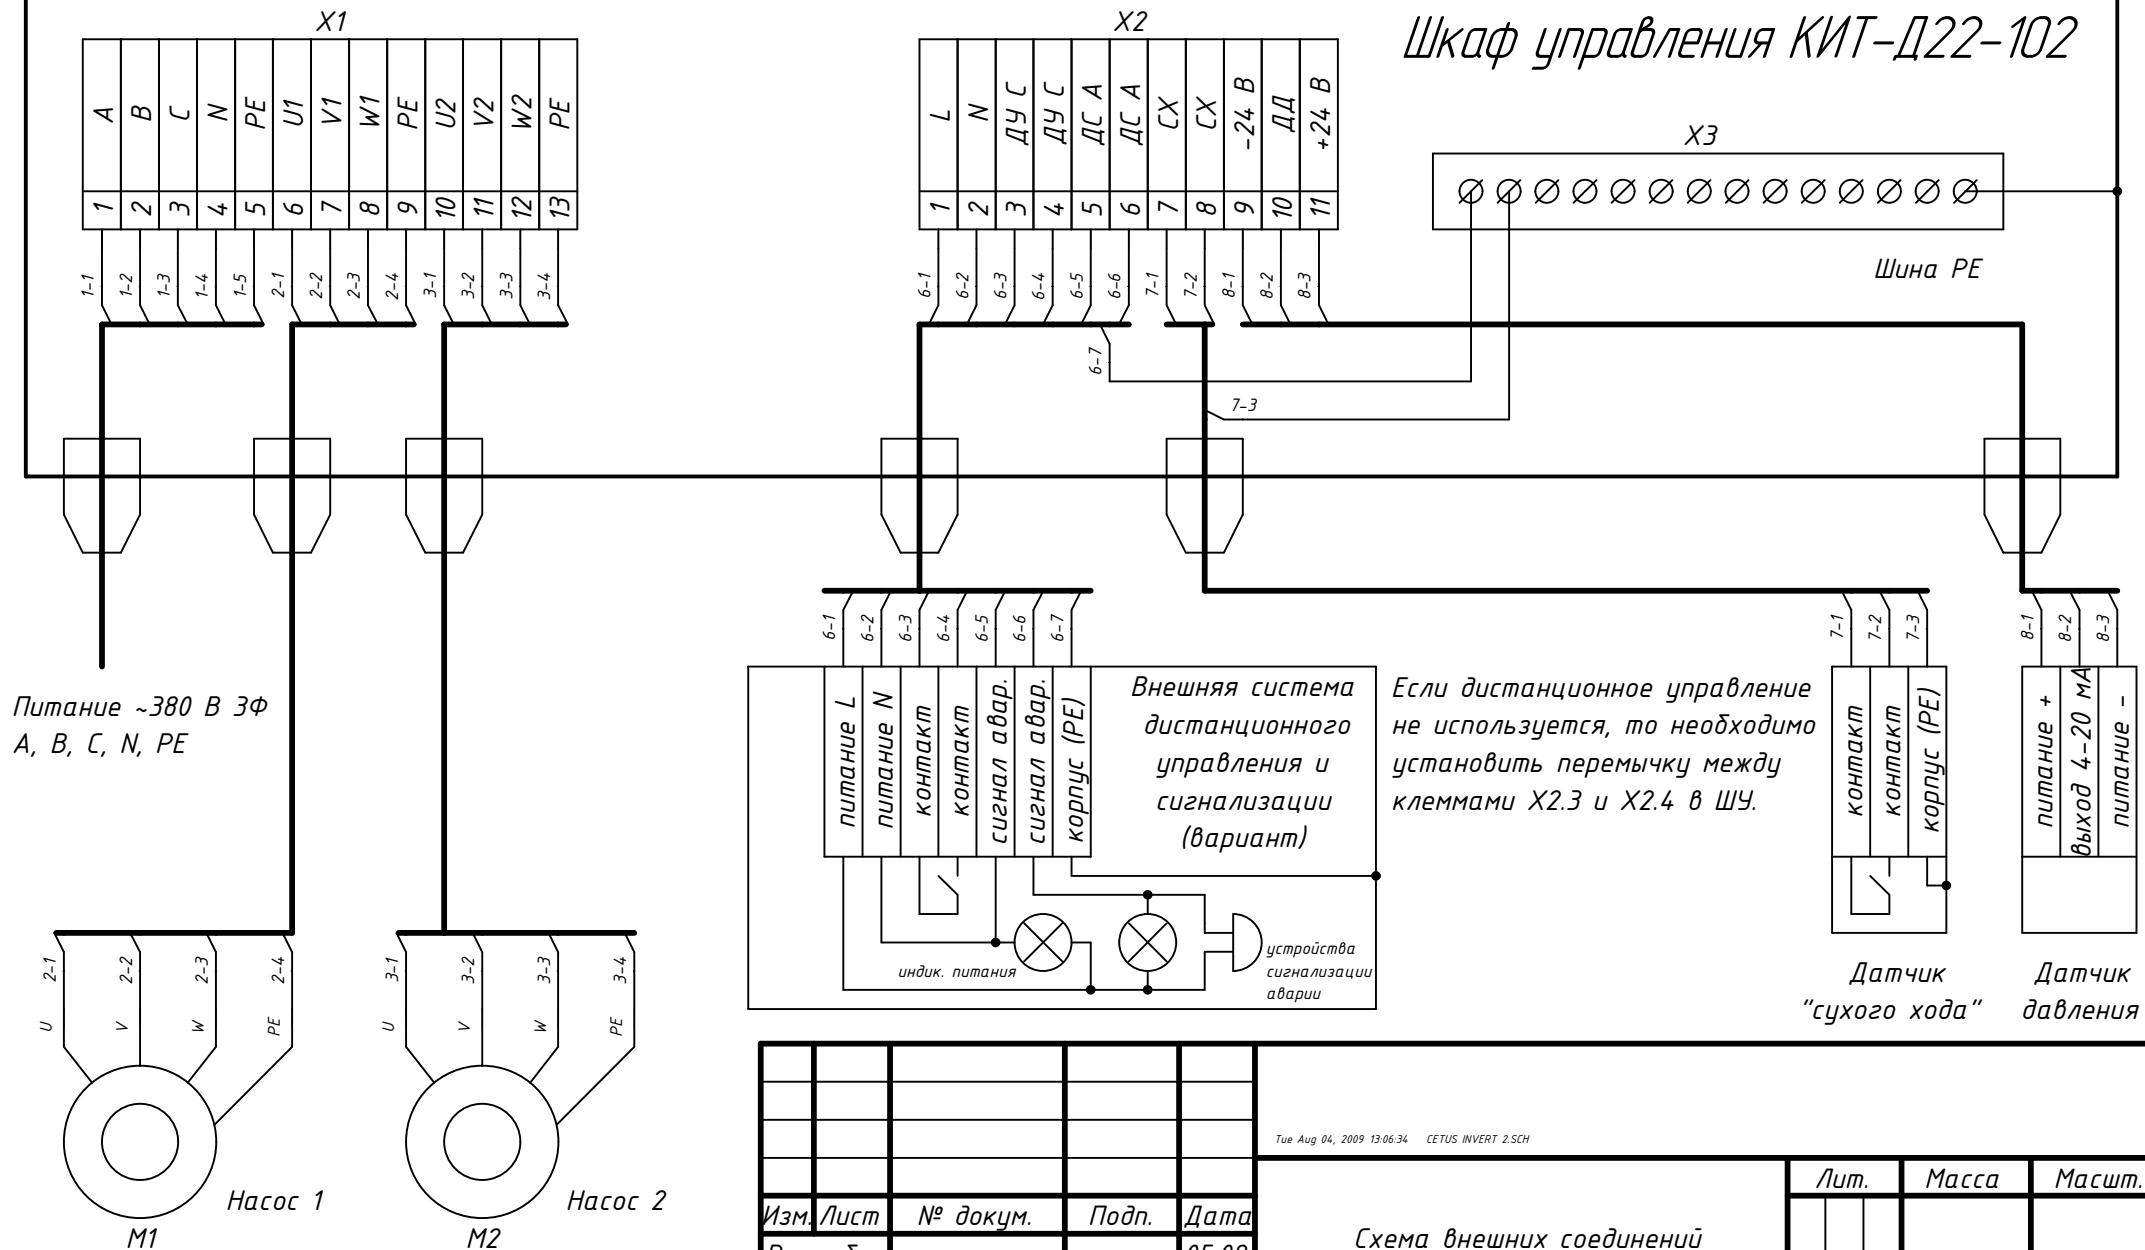 X1
X2
Шкаф управления КИТ-Д22-102
A
B
C
N
PE
U1
V1
W1
PE
U2
V2
W2
PE
1
2
3
4
5
6
7
8
9
10
11
12
13
L
N
ДУ С
ДУ С
ДС А
ДС А
СХ
СХ
-24 В
ДД
+24 В
1
2
3
4
5
6
7
8
9
10
11
X3
Шина PE
1-1
1-2
1-3
1-4
1-5
2-1
2-2
2-3
2-4
3-1
3-2
3-3
3-4
6-1
6-2
6-3
6-4
6-5
6-6
7-1
7-2
8-1
8-2
8-3
6-7
7-3
6-1
6-2
6-3
6-4
6-5
6-6
6-7
7-1
7-2
7-3
8-1
8-2
8-3
Питание ~380 В 3Ф
A, B, C, N, PE
питание L
питание N
контакт
контакт
сигнал авар.
сигнал авар.
корпус (PE)
Внешняя система
дистанционного
управления и
сигнализации
(вариант)
Если дистанционное управление
не используется, то необходимо
установить перемычку между
клеммами X2.3 и X2.4 в ШУ.
контакт
контакт
корпус (PE)
питание +
выход 4-20 мА
питание -
индик. питания
устройства
сигнализации
аварии
Датчик
"сухого хода"
Датчик
давления
2-1
2-2
2-3
2-4
3-1
3-2
3-3
3-4
U
V
W
PE
U
V
W
PE
Насос 1
M1
Насос 2
M2
Tue Aug 04, 2009 13:06:34 CETUS INVERT 2.SCH
Лит.
Масса
Масшт.
Изм.
Лист
№ докум.
Подп.
Дата
Схема внешних соединений